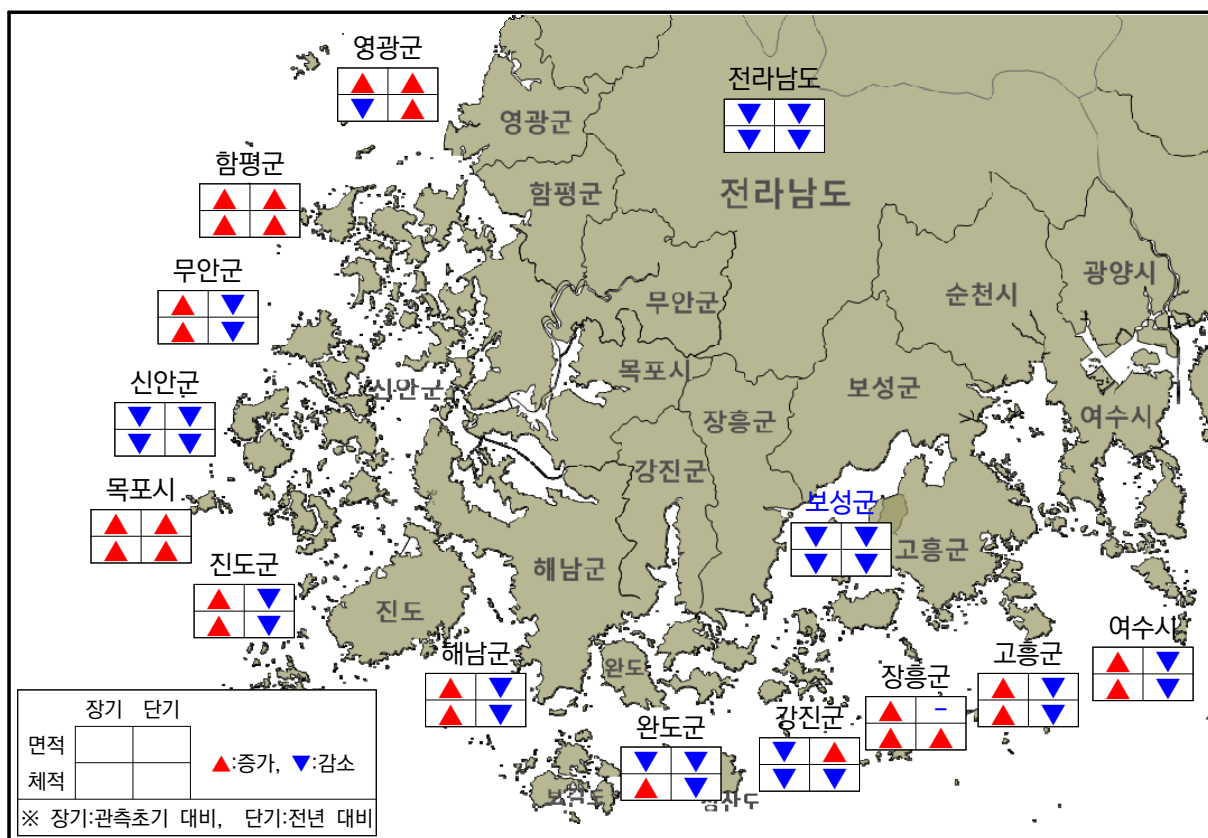 영광군
▲ ▲
▼ ▲
전라남도
▼ ▼
▼ ▼
영광군
함평군
▲ ▲
▲ ▲
함평군
전라남도
무안군
▲ ▼
▲ ▼
무안군
순천시
광양시
신안군
▼ ▼
▼ ▼
신안군
목포시
보성군
여수시
장흥군
강진군
목포시
▲ ▲
▲ ▲
보성군
▼ ▼
▼ ▼
고흥군
해남군
진도군
▲ ▼
▲ ▼
진도
해남군
▲ ▼
▲ ▼
완도
완도군
▼ ▼
▲ ▼
강진군
▼ ▲
▼ ▼
장흥군
▲ -
▲ ▲
고흥군
▲ ▼
▲ ▼
여수시
▲ ▼
▲ ▼
장기 단기
면적
체적
▲:증가, ▼:감소
※ 장기:관측초기 대비, 단기:전년 대비